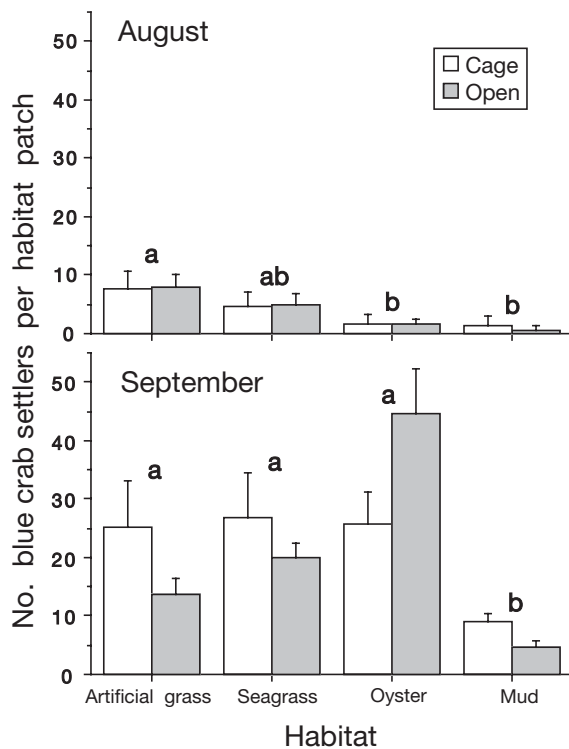 No. blue crab settlers per habitat patch
August
Cage
Open
50
40
30
20
10
0
a
ab
b
b
September
50
40
30
20
10
0
a
a
a
b
Artificial grass Seagrass Oyster Mud
Habitat